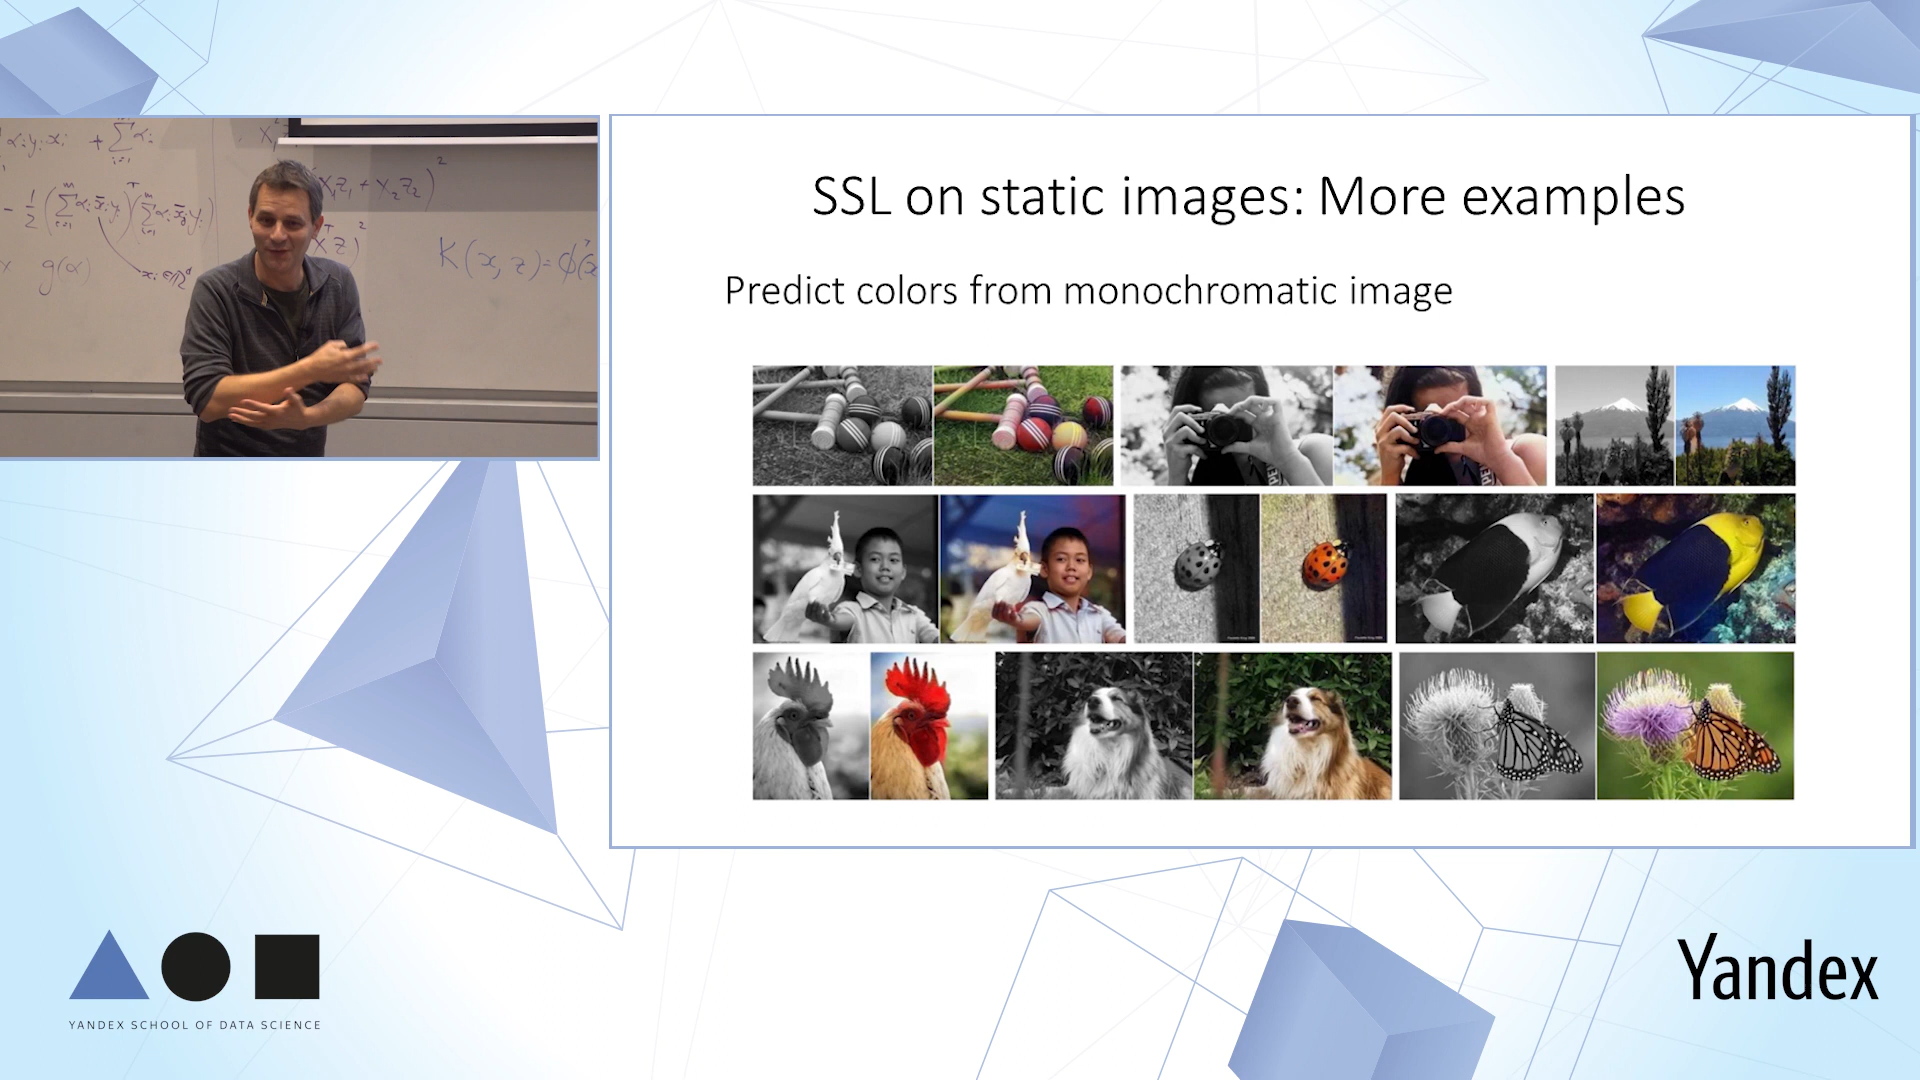 SSL on static images: More examples
Predict colors from monochromatic image
K(x, z) = ϕ(x
g(α)
YANDEX SCHOOL OF DATA SCIENCE
Yandex